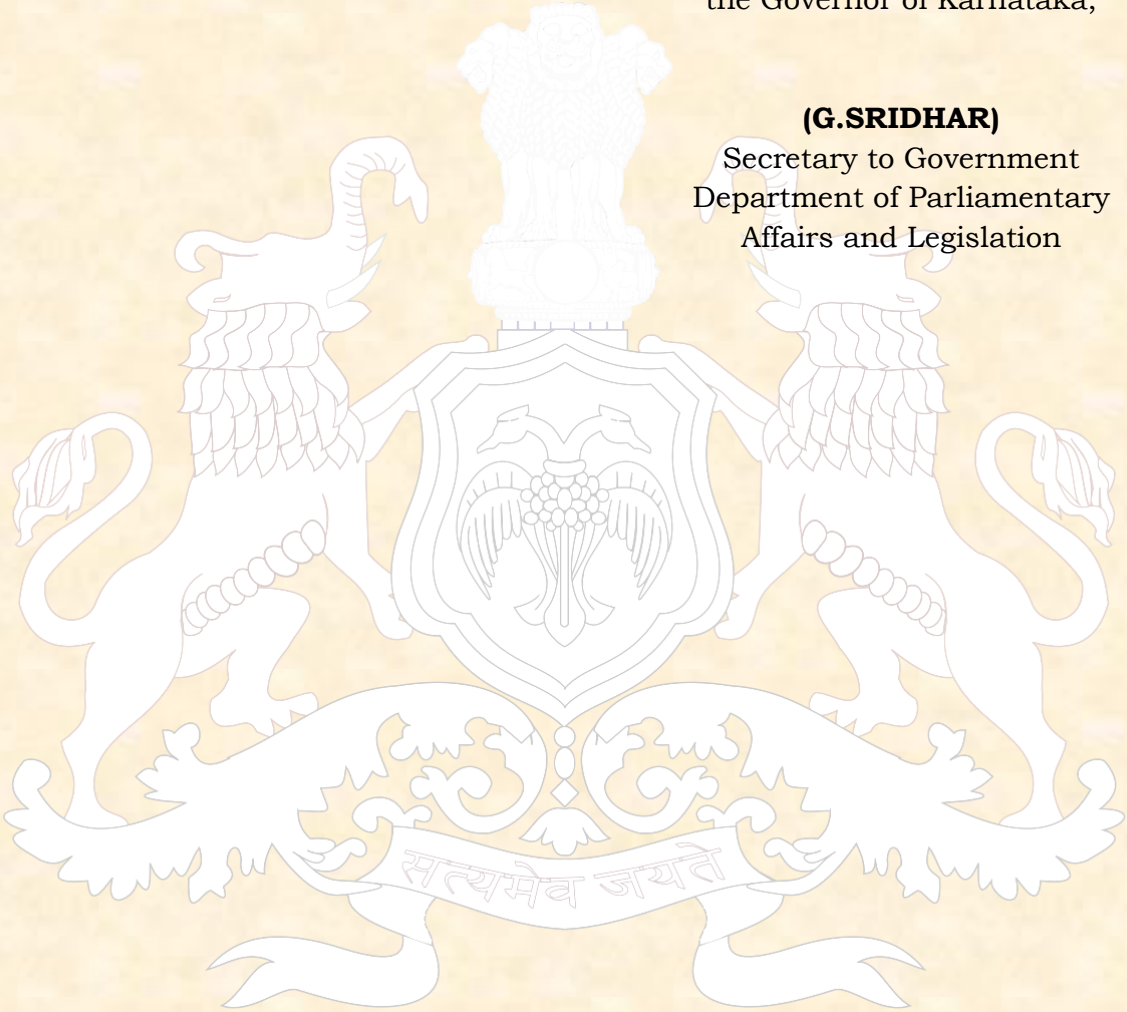 the Governor of Karnataka,
(G.SRIDHAR)
Secretary to Government
Department of Parliamentary
Affairs and Legislation
सत्यमेव जयते